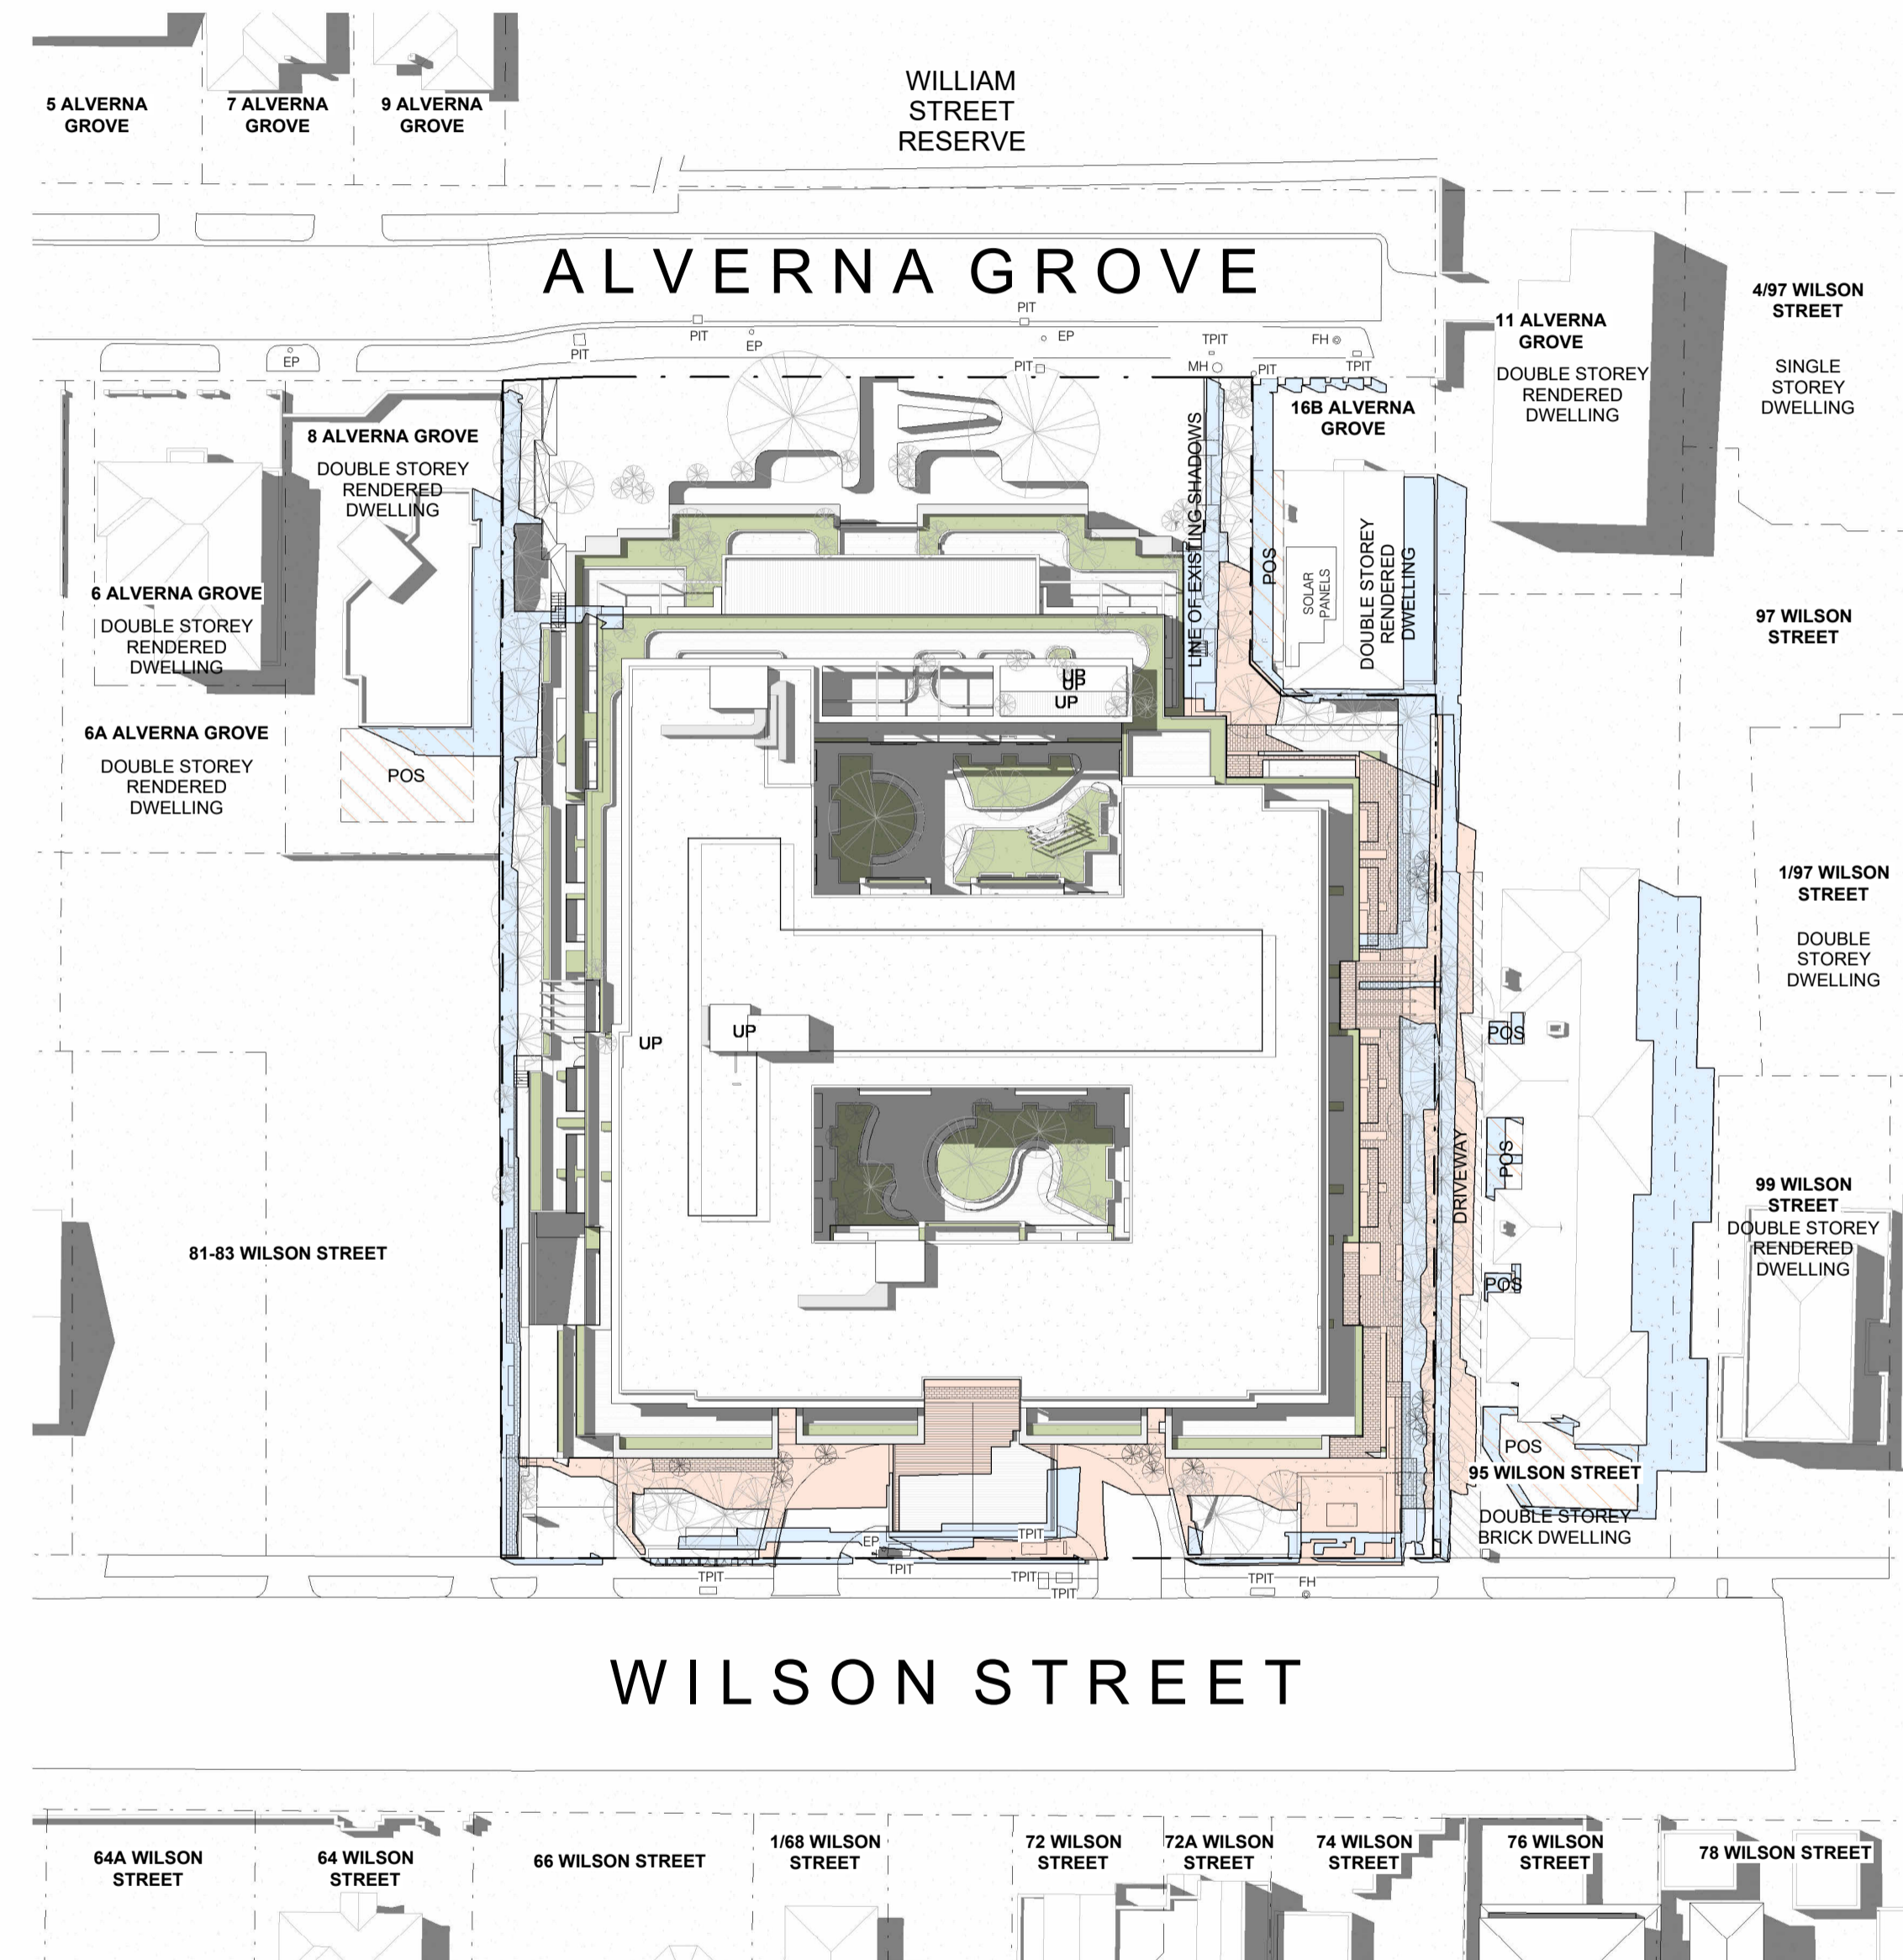 WILLIAM
STREET
RESERVE
5 ALVERNA
GROVE
7 ALVERNA
GROVE
9 ALVERNA
GROVE
ALVERNA GROVE
4/97 WILSON
STREET
SINGLE
STOREY
DWELLING
11 ALVERNA
GROVE
DOUBLE STOREY
RENDERED
DWELLING
PIT
PIT
EP
EP
PIT
EP
PIT
TPIT
MH
PIT
FH
TPIT
8 ALVERNA GROVE
DOUBLE STOREY
RENDERED
DWELLING
16B ALVERNA
GROVE
LINE OF EXISTING SHADOWS
POS
SOLAR
PANELS
DOUBLE STOREY
RENDERED
DWELLING
6 ALVERNA GROVE
DOUBLE STOREY
RENDERED
DWELLING
97 WILSON
STREET
UP
UP
UP
6A ALVERNA GROVE
DOUBLE STOREY
RENDERED
DWELLING
POS
1/97 WILSON
STREET
DOUBLE
STOREY
DWELLING
UP
UP
POS
POS
DRIVEWAY
POS
99 WILSON
STREET
DOUBLE STOREY
RENDERED
DWELLING
81-83 WILSON STREET
POS
95 WILSON STREET
DOUBLE STOREY
BRICK DWELLING
EP
TPIT
TPIT
TPIT
TPIT
TPIT
TPIT
FH
WILSON STREET
64A WILSON
STREET
64 WILSON
STREET
66 WILSON STREET
1/68 WILSON
STREET
72 WILSON
STREET
72A WILSON
STREET
74 WILSON
STREET
76 WILSON
STREET
78 WILSON STREET